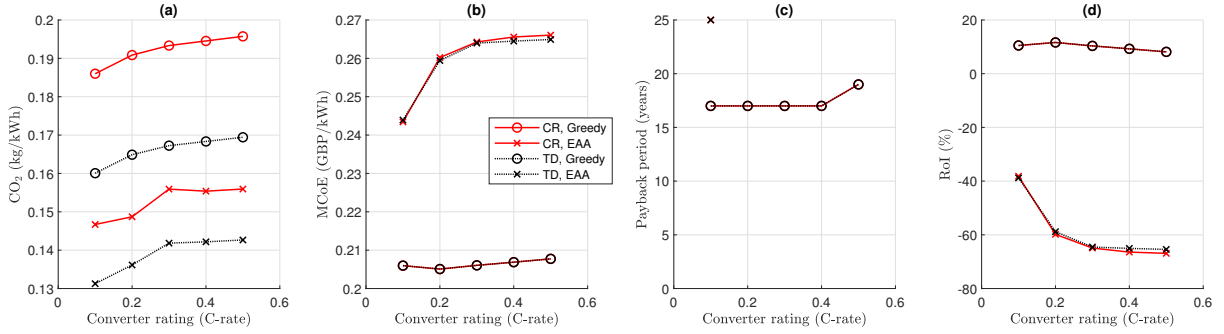 (a)
0.2
0.19
0.18
0.17
0.16
0.15
0.14
0.13
0
0.2
0.4
0.6
CO2 (kg/kWh)
Converter rating (C-rate)
(b)
0.27
0.26
0.25
0.24
0.23
0.22
0.21
0.2
0
0.2
0.4
0.6
MCoE (GBP/kWh)
Converter rating (C-rate)
CR, Greedy
CR, EAA
TD, Greedy
TD, EAA
(c)
25
20
15
10
5
0
0
0.2
0.4
0.6
Payback period (years)
Converter rating (C-rate)
(d)
20
0
-20
-40
-60
-80
0
0.2
0.4
0.6
RoI (%)
Converter rating (C-rate)